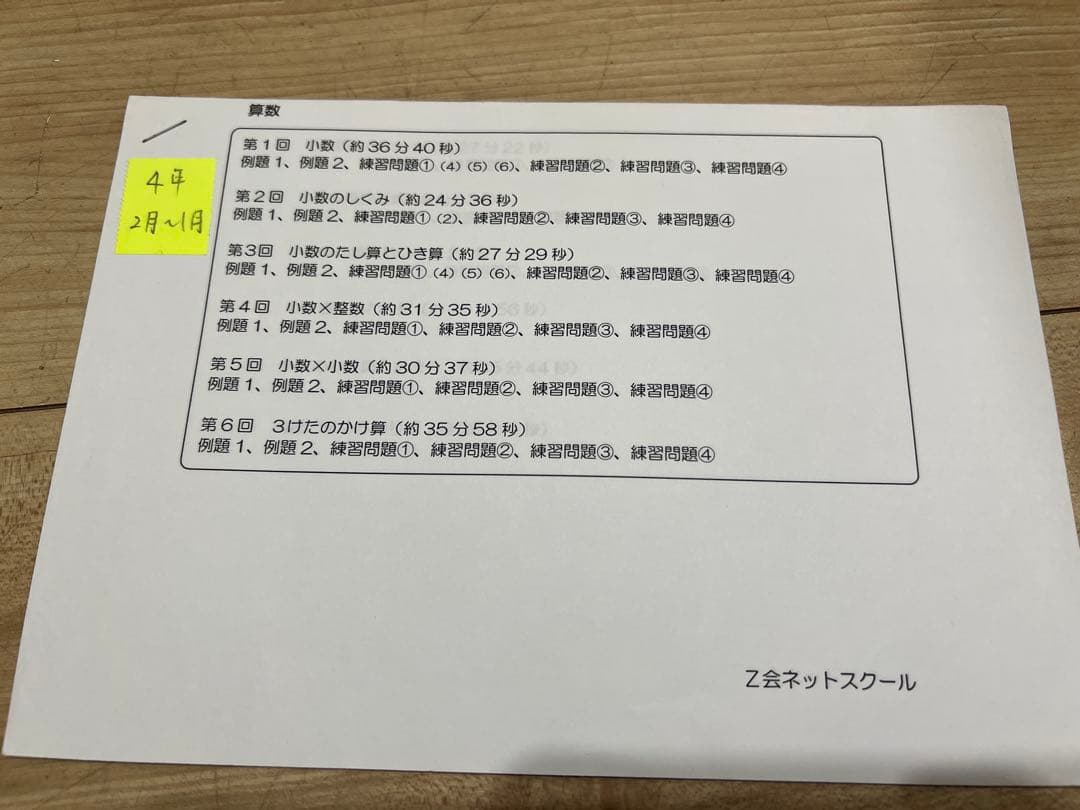 算数
4年
2月〜1月
第1回　小数（約36分40秒）
例題1、例題2、練習問題①（4）（5）（6）、練習問題②、練習問題③、練習問題④
第2回　小数のしくみ（約24分36秒）
例題1、例題2、練習問題①（2）、練習問題②、練習問題③、練習問題④
第3回　小数のたし算とひき算（約27分29秒）
例題1、例題2、練習問題①（4）（5）（6）、練習問題②、練習問題③、練習問題④
第4回　小数×整数（約31分35秒）
例題1、例題2、練習問題①、練習問題②、練習問題③、練習問題④
第5回　小数×小数（約30分37秒）
例題1、例題2、練習問題①、練習問題②、練習問題③、練習問題④
第6回　3けたのかけ算（約35分58秒）
例題1、例題2、練習問題①、練習問題②、練習問題③、練習問題④
Z会ネットスクール